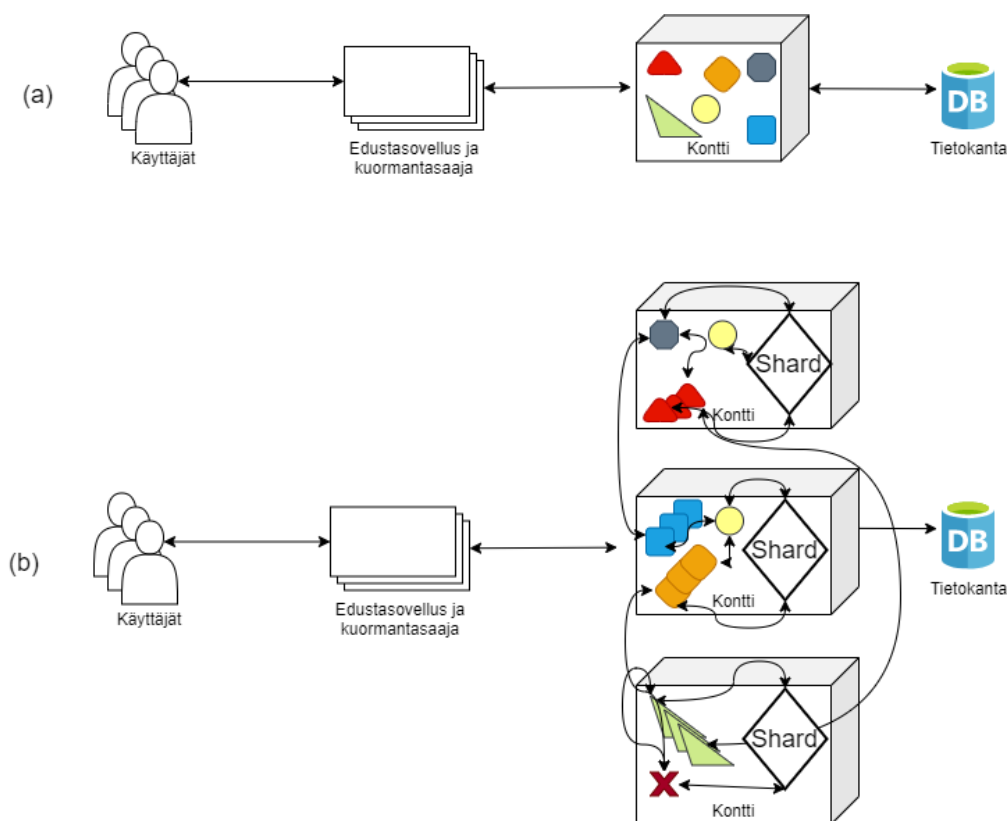 (a)
Käyttäjät
Edustasovellus ja
kuormantasaaja
Kontti
DB
Tietokanta
Shard
Kontti
(b)
Käyttäjät
Edustasovellus ja
kuormantasaaja
Shard
Kontti
DB
Tietokanta
Shard
Kontti